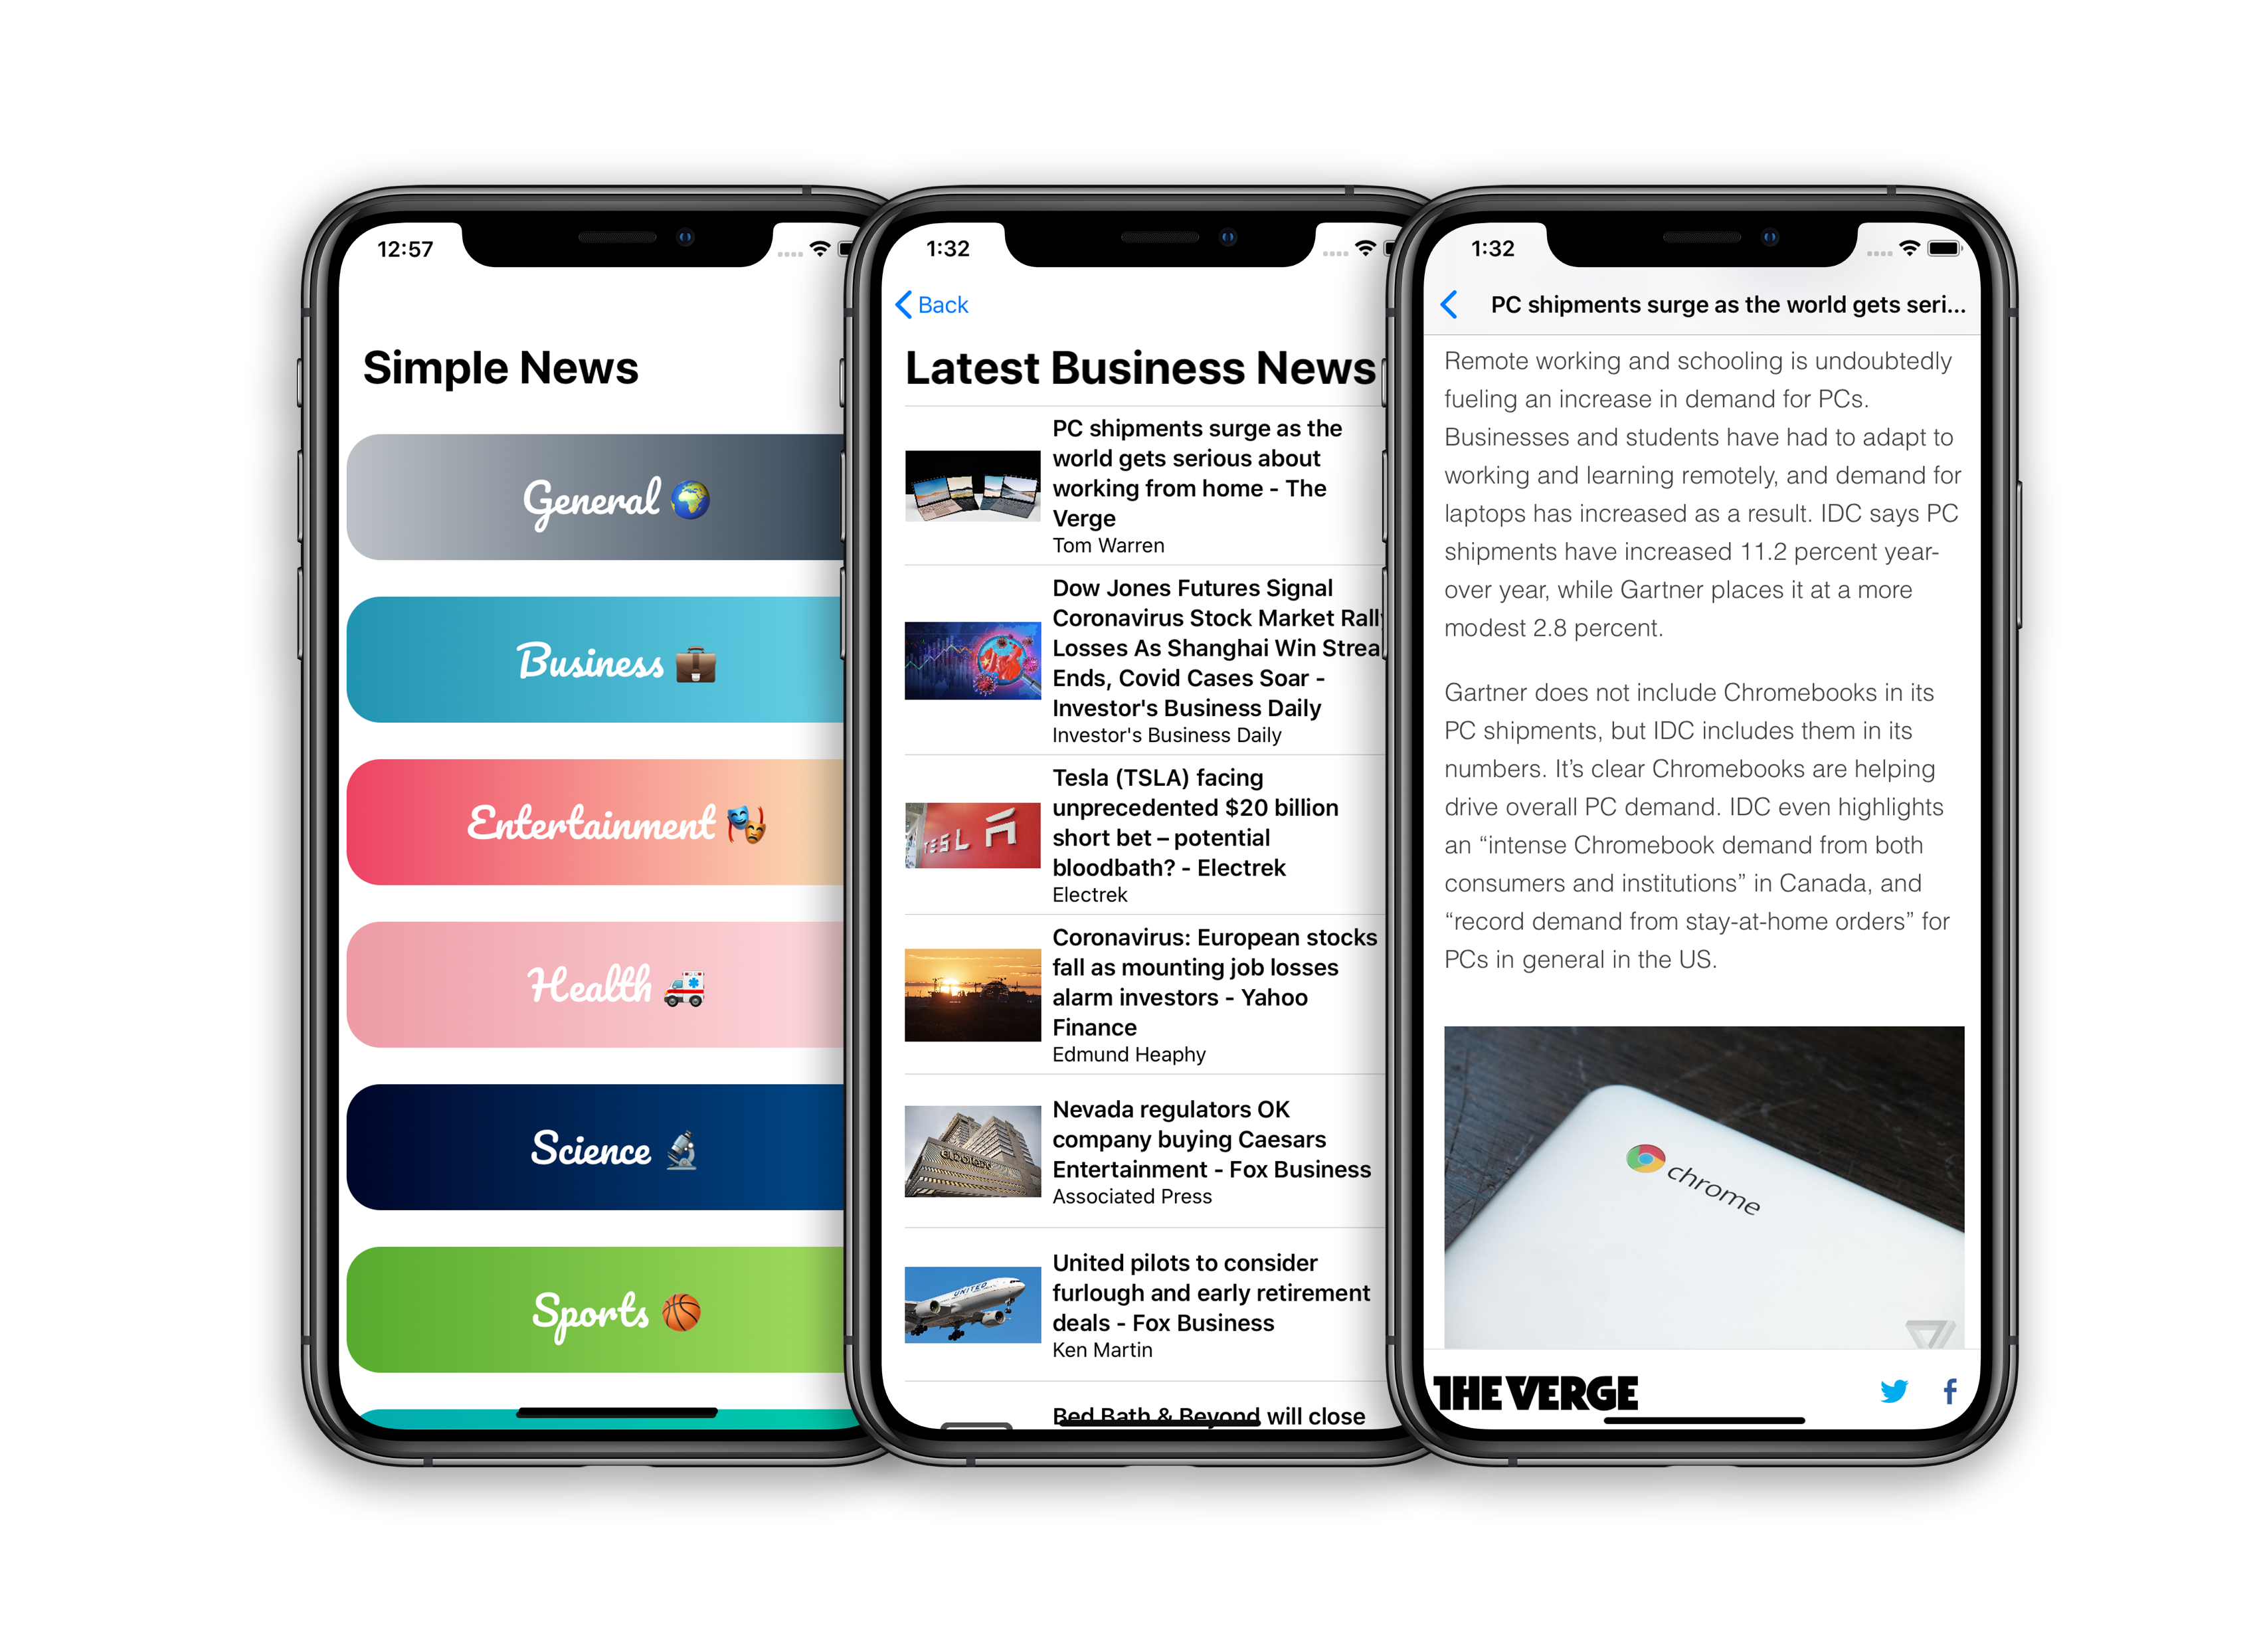 12:57
Simple News
General
Business
Entertainment
Health
Science
Sports
1:32
Back
Latest Business News
PC shipments surge as the
world gets serious about
working from home - The
Verge
Tom Warren
Dow Jones Futures Signal
Coronavirus Stock Market Rally
Losses As Shanghai Win Strea
Ends, Covid Cases Soar -
Investor's Business Daily
Investor's Business Daily
TESLA
Tesla (TSLA) facing
unprecedented $20 billion
short bet – potential
bloodbath? - Electrek
Electrek
Coronavirus: European stocks
fall as mounting job losses
alarm investors - Yahoo
Finance
Edmund Heaphy
ELDORADO
Nevada regulators OK
company buying Caesars
Entertainment - Fox Business
Associated Press
UNITED
United pilots to consider
furlough and early retirement
deals - Fox Business
Ken Martin
Bed Bath & Beyond will close
1:32
PC shipments surge as the world gets seri...
Remote working and schooling is undoubtedly
fueling an increase in demand for PCs.
Businesses and students have had to adapt to
working and learning remotely, and demand for
laptops has increased as a result. IDC says PC
shipments have increased 11.2 percent year-
over year, while Gartner places it at a more
modest 2.8 percent.
Gartner does not include Chromebooks in its
PC shipments, but IDC includes them in its
numbers. It’s clear Chromebooks are helping
drive overall PC demand. IDC even highlights
an “intense Chromebook demand from both
consumers and institutions” in Canada, and
“record demand from stay-at-home orders” for
PCs in general in the US.
chrome
THE VERGE